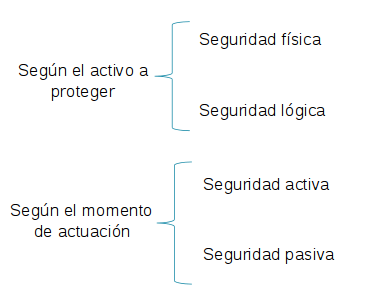 Seguridad física
Según el activo a
proteger
Seguridad lógica
Seguridad activa
Según el momento
de actuación
Seguridad pasiva